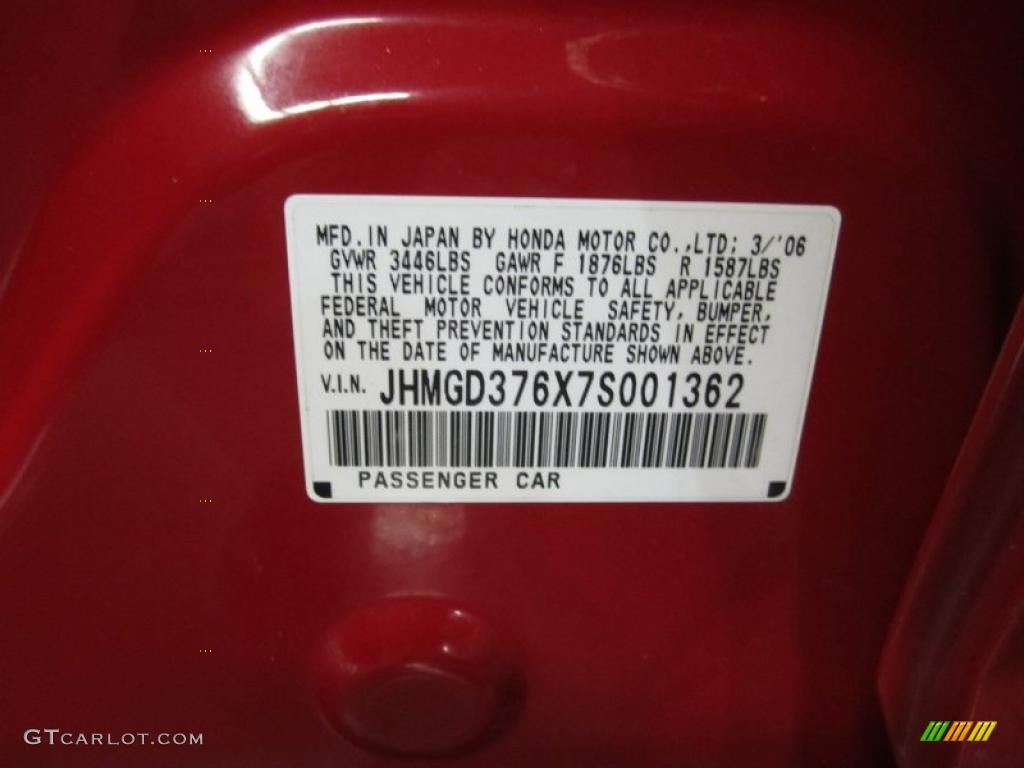 MFD. IN JAPAN BY HONDA MOTOR CO.,LTD; 3/'06
GVWR 3446LBS GAWR F 1876LBS R 1587LBS
THIS VEHICLE CONFORMS TO ALL APPLICABLE
FEDERAL MOTOR VEHICLE SAFETY, BUMPER,
AND THEFT PREVENTION STANDARDS IN EFFECT
ON THE DATE OF MANUFACTURE SHOWN ABOVE.
V.I.N. JHMGD376X7S001362
PASSENGER CAR
GTCARLOT.COM